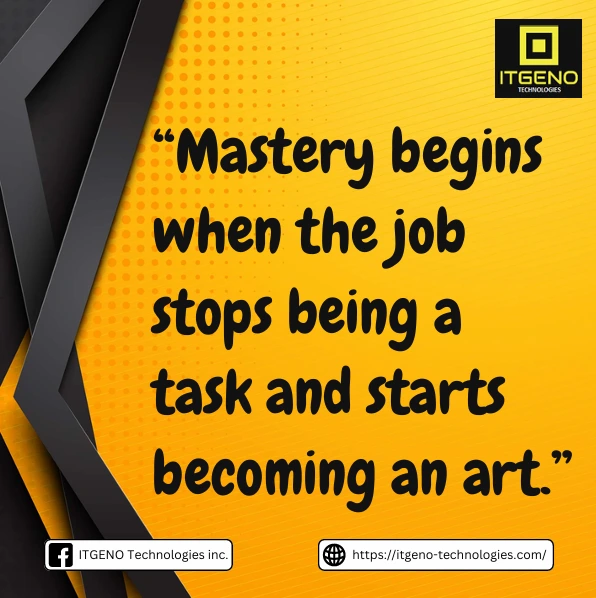 ITGENO
TECHNOLOGIES
“Mastery begins
when the job
stops being a
task and starts
becoming an art.”
ITGENO Technologies inc.
https://itgeno-technologies.com/